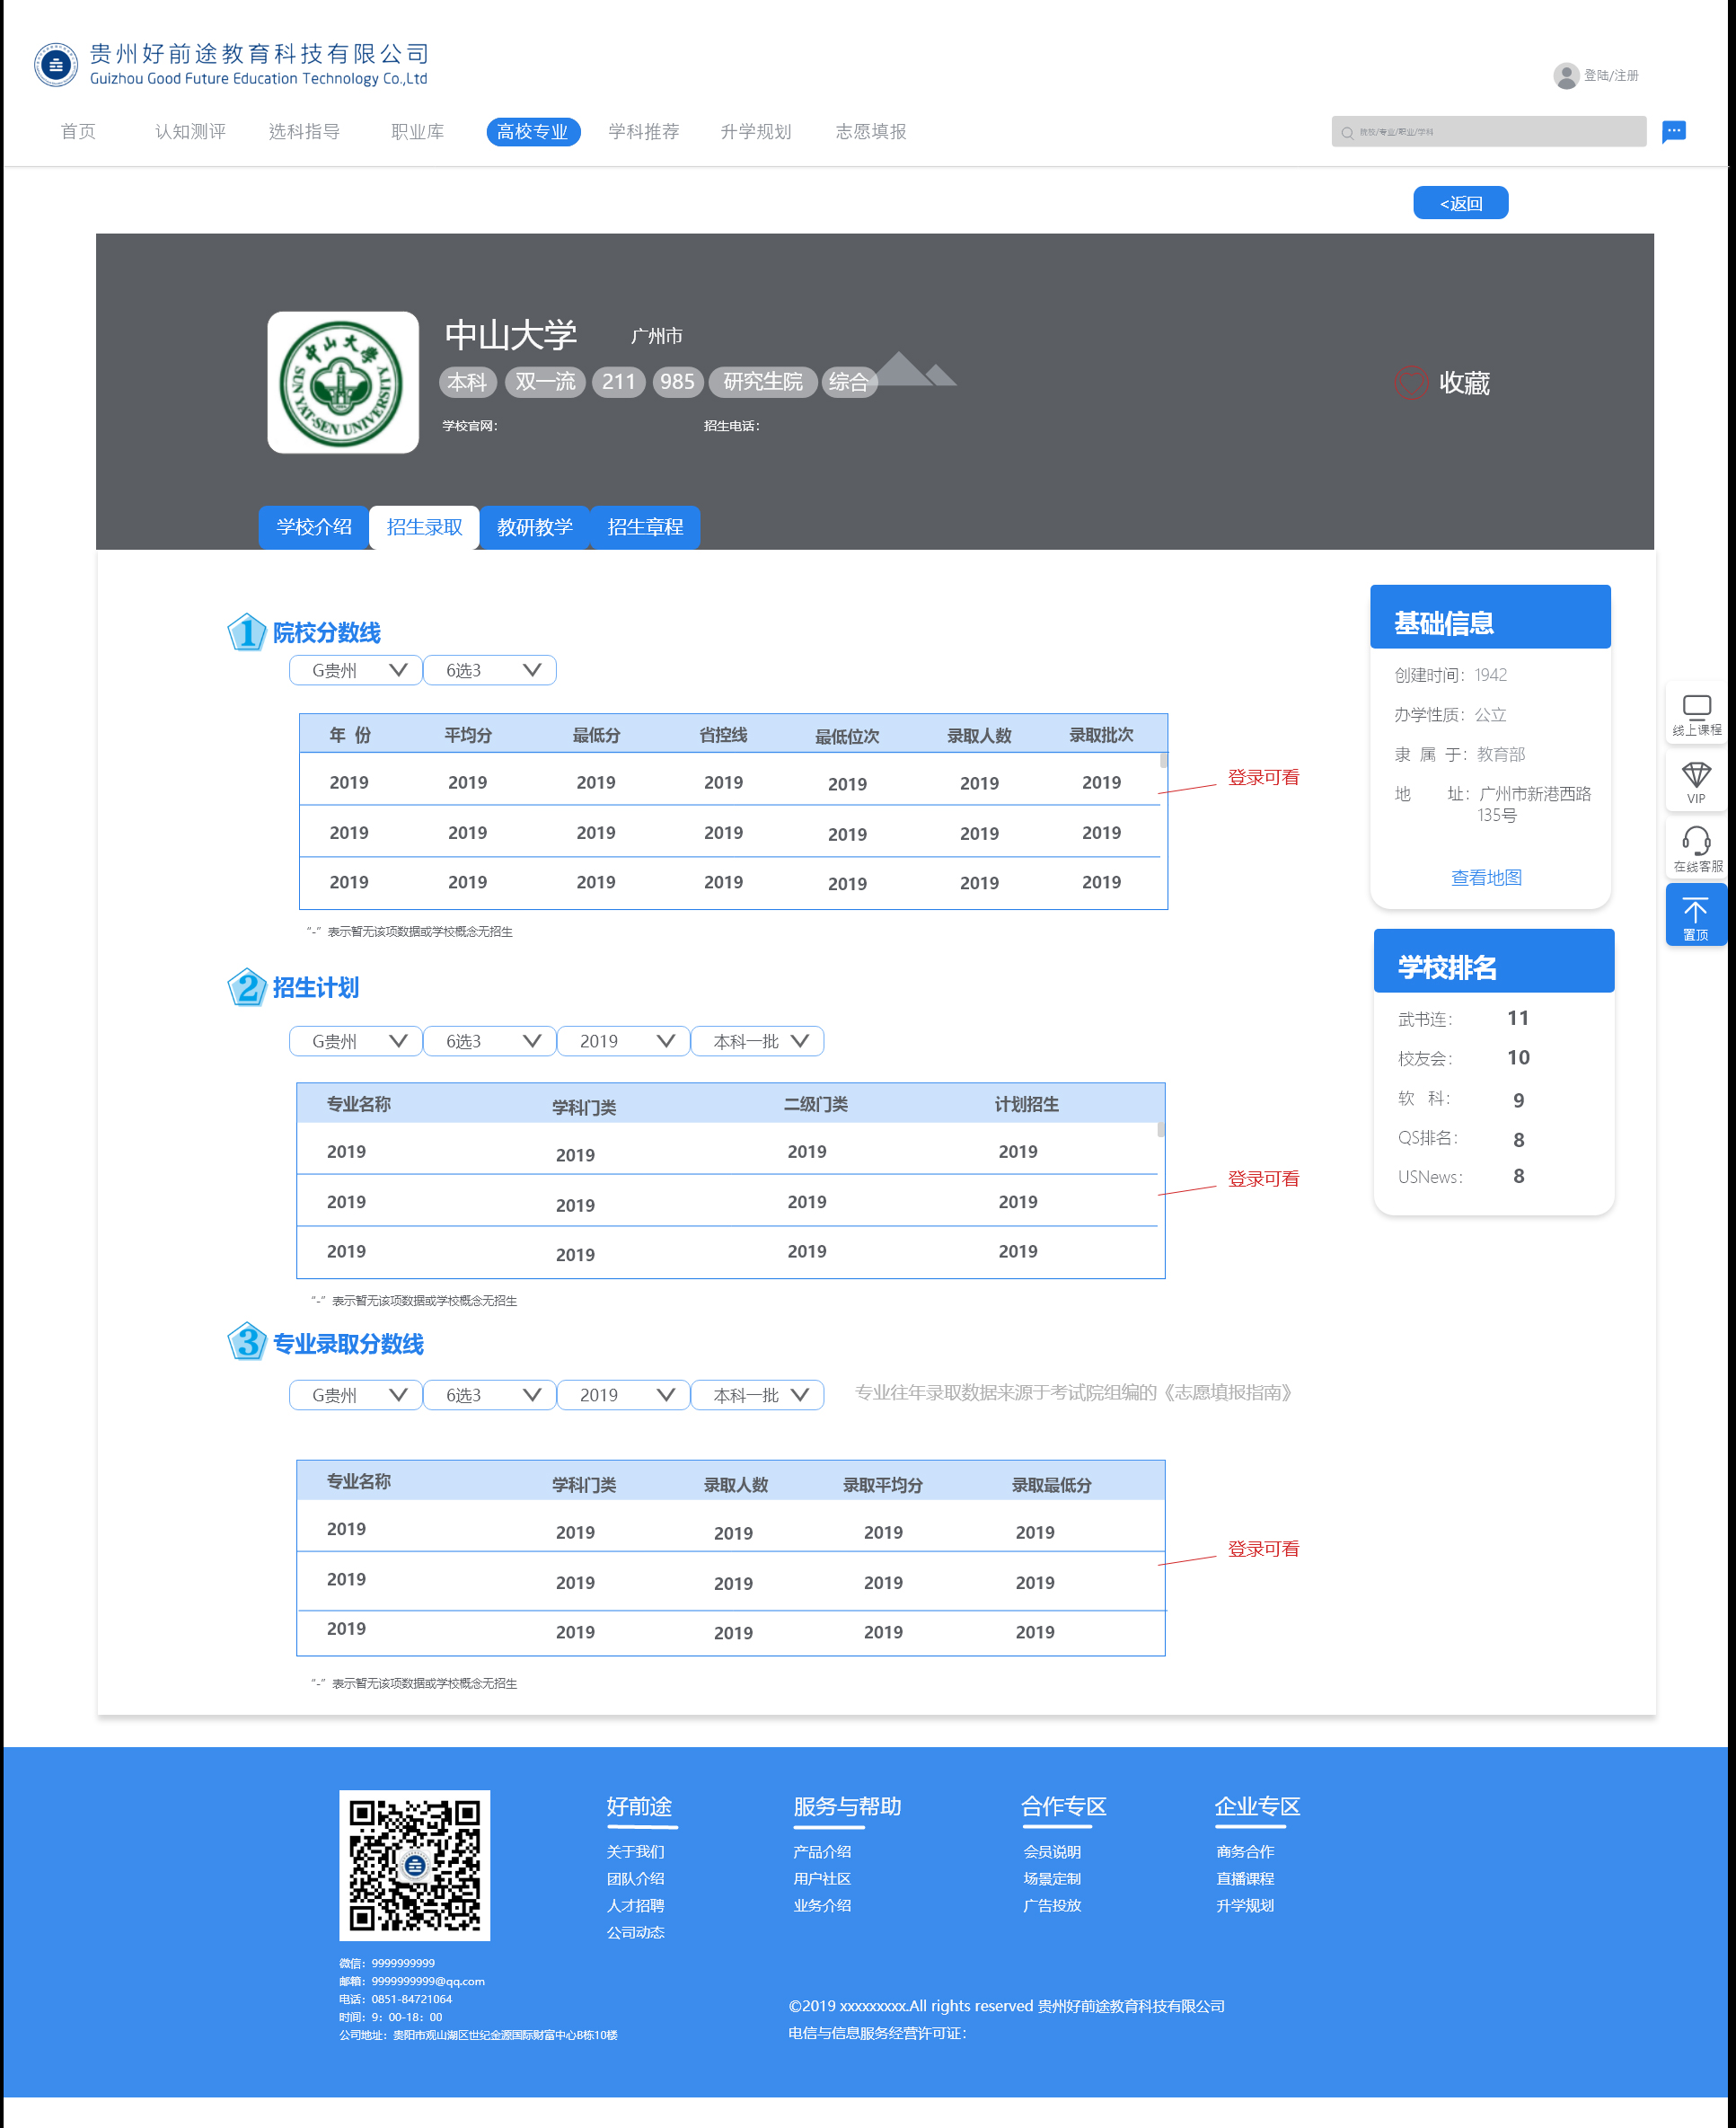 贵州好前途教育科技有限公司
Guizhou Good Future Education Technology Co.,Ltd
登陆/注册
首页 认知测评 选科指导 职业库 高校专业 学科推荐 升学规划 志愿填报
院校/专业/职业/学科
<返回
中山大学 广州市
中山大学
SUN YAT-SEN UNIVERSITY
本科 双一流 211 985 研究生院 综合
收藏
学校官网： 招生电话：
学校介绍 招生录取 教研教学 招生章程
1 院校分数线
G贵州 6选3
年 份 平均分 最低分 省控线 最低位次 录取人数 录取批次
2019 2019 2019 2019 2019 2019 2019
2019 2019 2019 2019 2019 2019 2019
2019 2019 2019 2019 2019 2019 2019
登录可看
“-”表示暂无该项数据或学校概念无招生
2 招生计划
G贵州 6选3 2019 本科一批
专业名称 学科门类 二级门类 计划招生
2019 2019 2019 2019
2019 2019 2019 2019
2019 2019 2019 2019
登录可看
“-”表示暂无该项数据或学校概念无招生
3 专业录取分数线
G贵州 6选3 2019 本科一批 专业往年录取数据来源于考试院组编的《志愿填报指南》
专业名称 学科门类 录取人数 录取平均分 录取最低分
2019 2019 2019 2019 2019
2019 2019 2019 2019 2019
2019 2019 2019 2019 2019
登录可看
“-”表示暂无该项数据或学校概念无招生
基础信息
创建时间：1942
办学性质：公立
隶 属 于：教育部
地 址：广州市新港西路
135号
查看地图
学校排名
武书连： 11
校友会： 10
软 科： 9
QS排名： 8
USNews： 8
线上课程
VIP
在线客服
置顶
好前途 服务与帮助 合作专区 企业专区
关于我们 产品介绍 会员说明 商务合作
团队介绍 用户社区 场景定制 直播课程
人才招聘 业务介绍 广告投放 升学规划
公司动态
微信：9999999999
邮箱：9999999999@qq.com
电话：0851-84721064
时间：9：00-18：00
公司地址：贵阳市观山湖区世纪金源国际财富中心B栋10楼
©2019 xxxxxxxxx.All rights reserved 贵州好前途教育科技有限公司
电信与信息服务经营许可证：